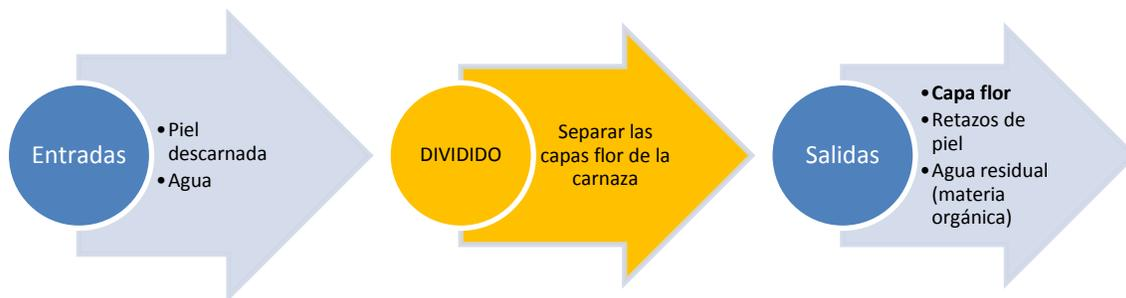 Entradas
•Piel
descarnada
•Agua
DIVIDIDO
Separar las
capas flor de la
carnaza
Salidas
•Capa flor
•Retazos de
piel
•Agua residual
(materia
orgánica)